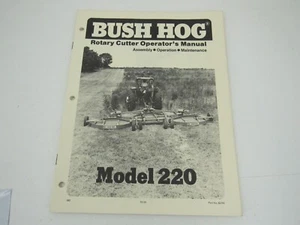 BUSH HOG®
Rotary Cutter Operator's Manual
Assembly • Operation • Maintenance
Model 220